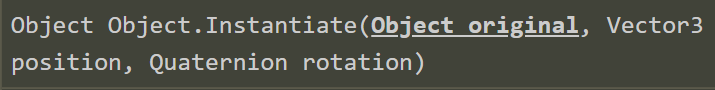 Object Object.Instantiate(Object original, Vector3
position, Quaternion rotation)